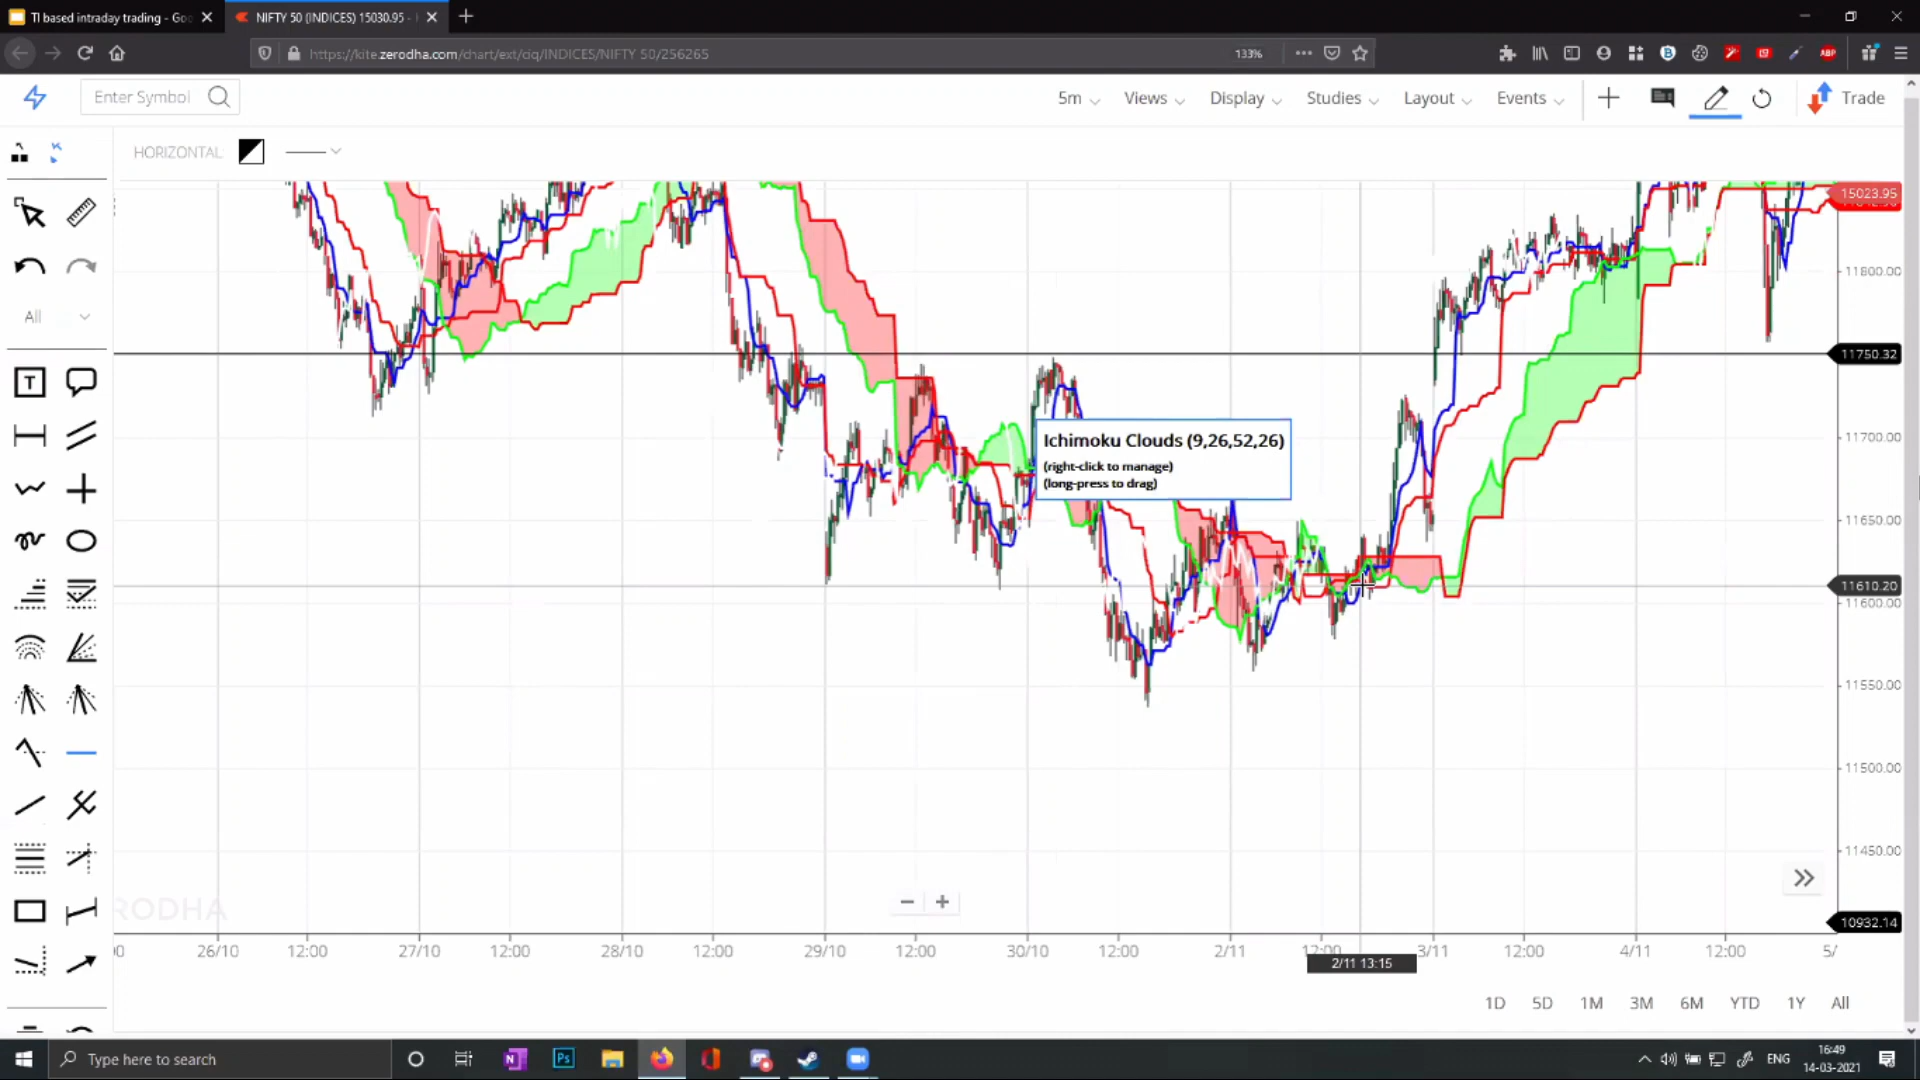 TI based intraday trading - Goo
NIFTY 50 (INDICES) 15030.95 -
https://kite.zerodha.com/chart/ext/ciq/INDICES/NIFTY 50/256265
133%
ABP
Enter Symbol
5m
Views
Display
Studies
Layout
Events
Trade
HORIZONTAL
All
T
15023.95
11800.00
11750.32
11700.00
11650.00
11610.20
11600.00
11550.00
11500.00
11450.00
10932.14
Ichimoku Clouds (9,26,52,26)
(right-click to manage)
(long-press to drag)
RODHA
26/10 12:00 27/10 12:00 28/10 12:00 29/10 12:00 30/10 12:00 2/11 12:00 3/11 12:00 4/11 12:00 5/
2/11 13:15
1D 5D 1M 3M 6M YTD 1Y All
Type here to search
ENG
16:49
14-03-2021